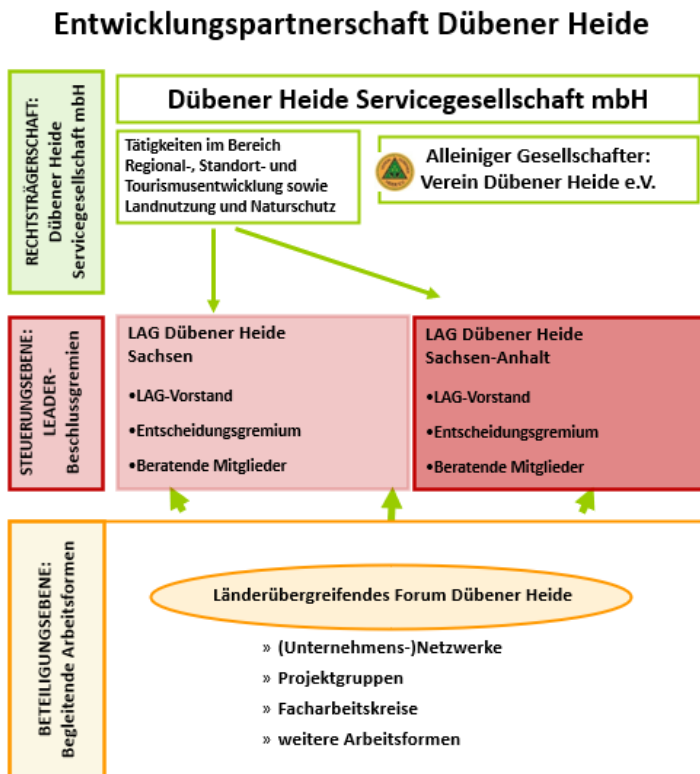 Entwicklungspartnerschaft Dübener Heide
RECHTSTRÄGERSCHAFT:
Dübener Heide
Servicegesellschaft mbH
Dübener Heide Servicegesellschaft mbH
Tätigkeiten im Bereich
Regional-, Standort- und
Tourismusentwicklung sowie
Landnutzung und Naturschutz
Alleiniger Gesellschafter:
Verein Dübener Heide e.V.
STEUERUNGSEBENE:
LEADER-
Beschlussgremien
LAG Dübener Heide
Sachsen
•LAG-Vorstand
•Entscheidungsgremium
•Beratende Mitglieder
LAG Dübener Heide
Sachsen-Anhalt
•LAG-Vorstand
•Entscheidungsgremium
•Beratende Mitglieder
BETEILIGUNGSEBENE:
Begleitende Arbeitsformen
Länderübergreifendes Forum Dübener Heide
» (Unternehmens-)Netzwerke
» Projektgruppen
» Facharbeitskreise
» weitere Arbeitsformen